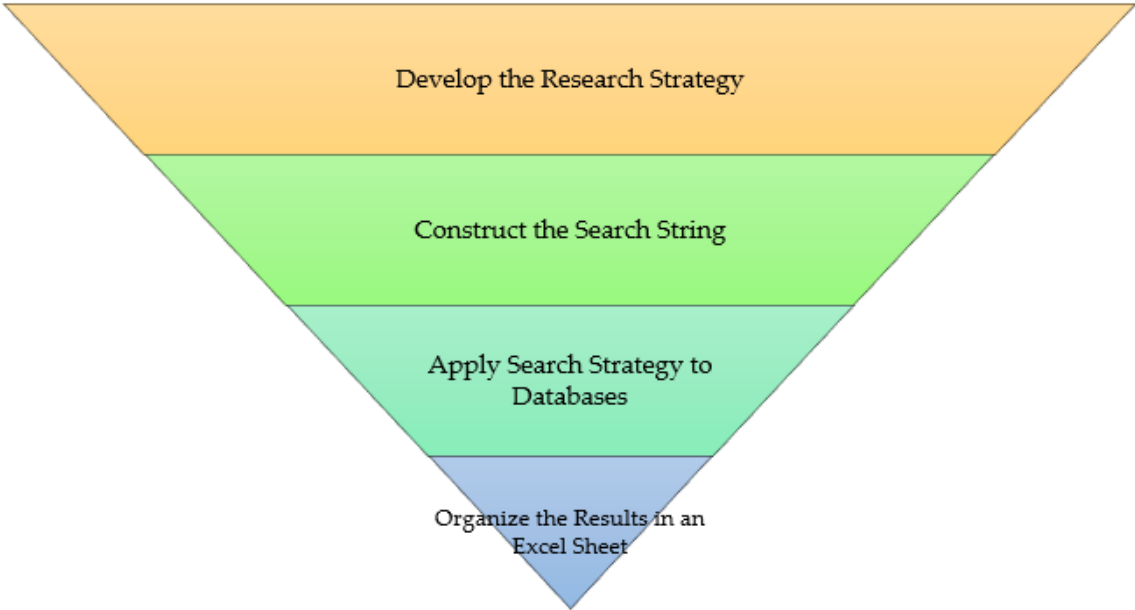 Develop the Research Strategy
Construct the Search String
Apply Search Strategy to
Databases
Organize the Results in an
Excel Sheet